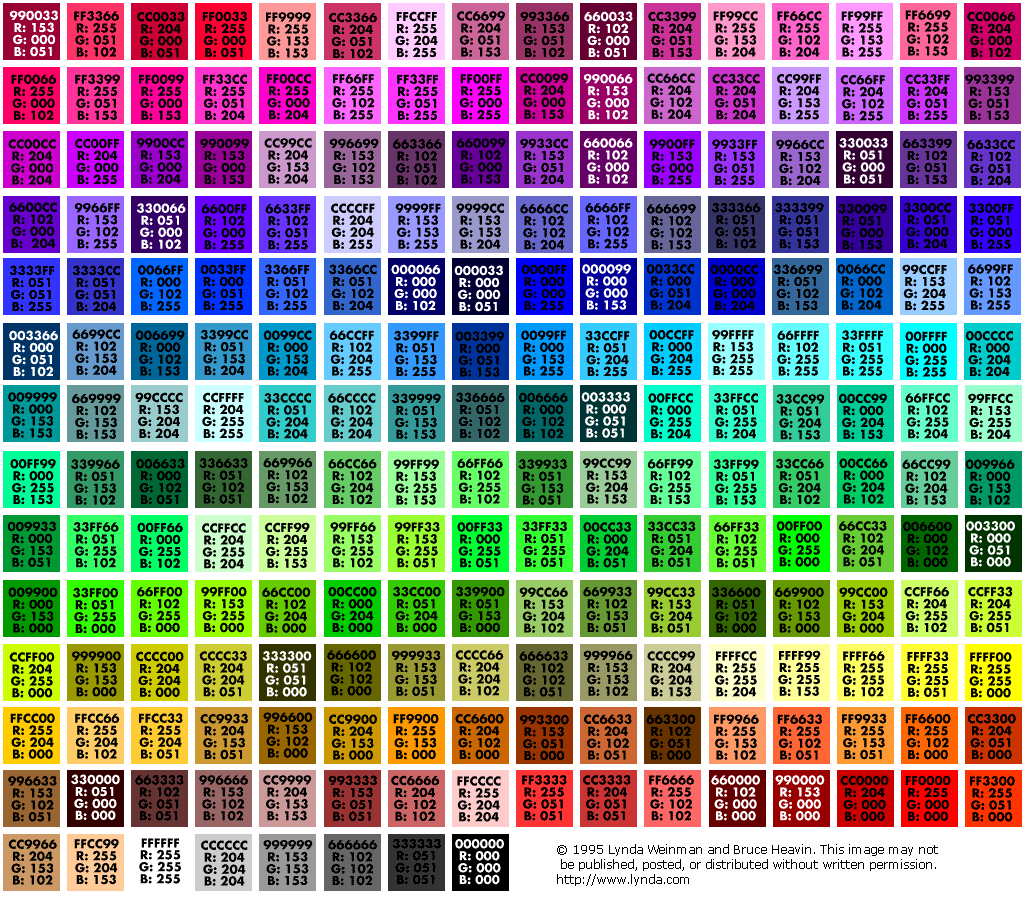 990033 FF3366 CC0033 FF0033 FF9999 CC3366 FFCCFF CC6699 993366 660033 CC3399 FF99CC FF66CC FF99FF FF6699 CC0066
R: 153 R: 255 R: 204 R: 255 R: 255 R: 204 R: 255 R: 204 R: 153 R: 102 R: 204 R: 255 R: 255 R: 255 R: 255 R: 204
G: 000 G: 051 G: 000 G: 000 G: 153 G: 051 G: 204 G: 102 G: 051 G: 000 G: 051 G: 153 G: 102 G: 153 G: 102 G: 000
B: 051 B: 102 B: 051 B: 051 B: 153 B: 102 B: 255 B: 153 B: 102 B: 051 B: 153 B: 204 B: 204 B: 255 B: 153 B: 102
FF0066 FF3399 FF0099 FF33CC FF00CC FF66FF FF33FF FF00FF CC0099 990066 CC66CC CC33CC CC99FF CC66FF CC33FF 993399
R: 255 R: 255 R: 255 R: 255 R: 255 R: 255 R: 255 R: 255 R: 204 R: 153 R: 204 R: 204 R: 204 R: 204 R: 204 R: 153
G: 000 G: 051 G: 000 G: 051 G: 000 G: 102 G: 051 G: 000 G: 000 G: 000 G: 102 G: 051 G: 153 G: 102 G: 051 G: 051
B: 102 B: 153 B: 153 B: 204 B: 204 B: 255 B: 255 B: 255 B: 153 B: 102 B: 204 B: 204 B: 255 B: 255 B: 255 B: 153
CC00CC CC00FF 9900CC 990099 CC99CC 996699 663366 660099 9933CC 660066 9900FF 9933FF 9966CC 330033 663399 6633CC
R: 204 R: 204 R: 153 R: 153 R: 204 R: 153 R: 102 R: 102 R: 153 R: 102 R: 153 R: 153 R: 153 R: 051 R: 102 R: 102
G: 000 G: 000 G: 000 G: 000 G: 153 G: 102 G: 051 G: 000 G: 051 G: 000 G: 000 G: 051 G: 102 G: 000 G: 051 G: 051
B: 204 B: 255 B: 204 B: 153 B: 204 B: 153 B: 102 B: 153 B: 204 B: 102 B: 255 B: 255 B: 204 B: 051 B: 153 B: 204
6600CC 9966FF 330066 6600FF 6633FF CCCCFF 9999FF 9999CC 6666CC 6666FF 666699 333366 333399 330099 3300CC 3300FF
R: 102 R: 153 R: 051 R: 102 R: 102 R: 204 R: 153 R: 153 R: 102 R: 102 R: 102 R: 051 R: 051 R: 051 R: 051 R: 051
G: 000 G: 102 G: 000 G: 000 G: 051 G: 204 G: 153 G: 153 G: 102 G: 102 G: 102 G: 051 G: 051 G: 000 G: 000 G: 000
B: 204 B: 255 B: 102 B: 255 B: 255 B: 255 B: 255 B: 204 B: 204 B: 255 B: 153 B: 102 B: 153 B: 153 B: 204 B: 255
3333FF 3333CC 0066FF 0033FF 3366FF 3366CC 000066 000033 0000FF 000099 0033CC 0000CC 336699 0066CC 99CCFF 6699FF
R: 051 R: 051 R: 000 R: 000 R: 051 R: 051 R: 000 R: 000 R: 000 R: 000 R: 000 R: 000 R: 051 R: 000 R: 153 R: 102
G: 051 G: 051 G: 102 G: 051 G: 102 G: 102 G: 000 G: 000 G: 000 G: 000 G: 051 G: 000 G: 102 G: 102 G: 204 G: 153
B: 255 B: 204 B: 255 B: 255 B: 255 B: 204 B: 102 B: 051 B: 255 B: 153 B: 204 B: 204 B: 153 B: 204 B: 255 B: 255
003366 6699CC 006699 3399CC 0099CC 66CCFF 3399FF 003399 0099FF 33CCFF 00CCFF 99FFFF 66FFFF 33FFFF 00FFFF 00CCCC
R: 000 R: 102 R: 000 R: 051 R: 000 R: 102 R: 051 R: 000 R: 000 R: 051 R: 000 R: 153 R: 102 R: 051 R: 000 R: 000
G: 051 G: 153 G: 102 G: 153 G: 153 G: 204 G: 153 G: 051 G: 153 G: 204 G: 204 G: 255 G: 255 G: 255 G: 255 G: 204
B: 102 B: 204 B: 153 B: 204 B: 204 B: 255 B: 255 B: 153 B: 255 B: 255 B: 255 B: 255 B: 255 B: 255 B: 255 B: 204
009999 669999 99CCCC CCFFFF 33CCCC 66CCCC 339999 336666 006666 003333 00FFCC 33FFCC 33CC99 00CC99 66FFCC 99FFCC
R: 000 R: 102 R: 153 R: 204 R: 051 R: 102 R: 051 R: 051 R: 000 R: 000 R: 000 R: 051 R: 051 R: 000 R: 102 R: 153
G: 153 G: 153 G: 204 G: 255 G: 204 G: 204 G: 153 G: 102 G: 102 G: 051 G: 255 G: 255 G: 204 G: 204 G: 255 G: 255
B: 153 B: 153 B: 204 B: 255 B: 204 B: 204 B: 153 B: 102 B: 102 B: 051 B: 204 B: 204 B: 153 B: 153 B: 204 B: 204
00FF99 339966 006633 336633 669966 66CC66 99FF99 66FF66 339933 99CC99 66FF99 33FF99 33CC66 00CC66 66CC99 009966
R: 000 R: 051 R: 000 R: 051 R: 102 R: 102 R: 153 R: 102 R: 051 R: 153 R: 102 R: 051 R: 051 R: 000 R: 102 R: 000
G: 255 G: 153 G: 102 G: 102 G: 153 G: 204 G: 255 G: 255 G: 153 G: 204 G: 255 G: 255 G: 204 G: 204 G: 204 G: 153
B: 153 B: 102 B: 051 B: 051 B: 102 B: 102 B: 153 B: 102 B: 051 B: 153 B: 153 B: 153 B: 102 B: 102 B: 153 B: 102
009933 33FF66 00FF66 CCFFCC CCFF99 99FF66 99FF33 00FF33 33FF33 00CC33 33CC33 66FF33 00FF00 66CC33 006600 003300
R: 000 R: 051 R: 000 R: 204 R: 204 R: 153 R: 153 R: 000 R: 051 R: 000 R: 051 R: 102 R: 000 R: 102 R: 000 R: 000
G: 153 G: 255 G: 255 G: 255 G: 255 G: 255 G: 255 G: 255 G: 255 G: 204 G: 204 G: 255 G: 255 G: 204 G: 102 G: 051
B: 051 B: 102 B: 102 B: 204 B: 153 B: 102 B: 051 B: 051 B: 051 B: 051 B: 051 B: 051 B: 000 B: 051 B: 000 B: 000
009900 33FF00 66FF00 99FF00 66CC00 00CC00 33CC00 339900 99CC66 669933 99CC33 336600 669900 99CC00 CCFF66 CCFF33
R: 000 R: 051 R: 102 R: 153 R: 102 R: 000 R: 051 R: 051 R: 153 R: 102 R: 153 R: 051 R: 102 R: 153 R: 204 R: 204
G: 153 G: 255 G: 255 G: 255 G: 204 G: 204 G: 204 G: 153 G: 204 G: 153 G: 204 G: 102 G: 153 G: 204 G: 255 G: 255
B: 000 B: 000 B: 000 B: 000 B: 000 B: 000 B: 000 B: 000 B: 102 B: 051 B: 051 B: 000 B: 000 B: 000 B: 102 B: 051
CCFF00 999900 CCCC00 CCCC33 333300 666600 999933 CCCC66 666633 999966 CCCC99 FFFFCC FFFF99 FFFF66 FFFF33 FFFF00
R: 204 R: 153 R: 204 R: 204 R: 051 R: 102 R: 153 R: 204 R: 102 R: 153 R: 204 R: 255 R: 255 R: 255 R: 255 R: 255
G: 255 G: 153 G: 204 G: 204 G: 051 G: 102 G: 153 G: 204 G: 102 G: 153 G: 204 G: 255 G: 255 G: 255 G: 255 G: 255
B: 000 B: 000 B: 000 B: 051 B: 000 B: 000 B: 051 B: 102 B: 051 B: 102 B: 153 B: 204 B: 153 B: 102 B: 051 B: 000
FFCC00 FFCC66 FFCC33 CC9933 996600 CC9900 FF9900 CC6600 993300 CC6633 663300 FF9966 FF6633 FF9933 FF6600 CC3300
R: 255 R: 255 R: 255 R: 204 R: 153 R: 204 R: 255 R: 204 R: 153 R: 204 R: 102 R: 255 R: 255 R: 255 R: 255 R: 204
G: 204 G: 204 G: 204 G: 153 G: 102 G: 153 G: 153 G: 102 G: 051 G: 102 G: 051 G: 153 G: 102 G: 153 G: 102 G: 051
B: 000 B: 102 B: 051 B: 051 B: 000 B: 000 B: 000 B: 000 B: 000 B: 051 B: 000 B: 102 B: 051 B: 051 B: 000 B: 000
996633 330000 663333 996666 CC9999 993333 CC6666 FFCCCC FF3333 CC3333 FF6666 660000 990000 CC0000 FF0000 FF3300
R: 153 R: 051 R: 102 R: 153 R: 204 R: 153 R: 204 R: 255 R: 255 R: 204 R: 255 R: 102 R: 153 R: 204 R: 255 R: 255
G: 102 G: 000 G: 051 G: 102 G: 153 G: 051 G: 102 G: 204 G: 051 G: 051 G: 102 G: 000 G: 000 G: 000 G: 000 G: 051
B: 051 B: 000 B: 051 B: 102 B: 153 B: 051 B: 102 B: 204 B: 051 B: 051 B: 102 B: 000 B: 000 B: 000 B: 000 B: 000
CC9966 FFCC99 FFFFFF CCCCCC 999999 666666 333333 000000
R: 204 R: 255 R: 255 R: 204 R: 153 R: 102 R: 051 R: 000
G: 153 G: 204 G: 255 G: 204 G: 153 G: 102 G: 051 G: 000
B: 102 B: 153 B: 255 B: 204 B: 153 B: 102 B: 051 B: 000
© 1995 Lynda Weinman and Bruce Heavin. This image may not
be published, posted, or distributed without written permission.
http://www.lynda.com